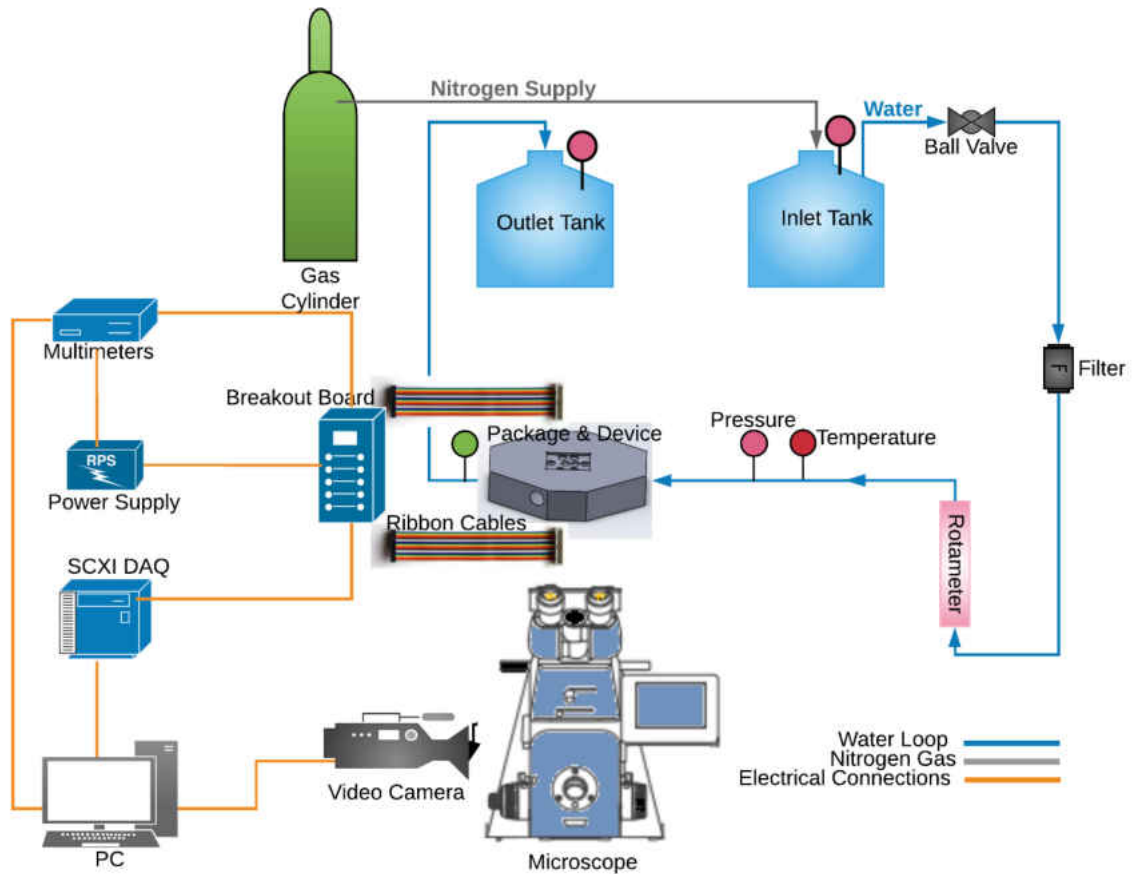 Nitrogen Supply
Water
Ball Valve
Outlet Tank
Inlet Tank
Gas
Cylinder
Multimeters
Filter
F
Breakout Board
Package & Device
Pressure
Temperature
RPS
Power Supply
Ribbon Cables
Rotameter
SCXI DAQ
Water Loop
Nitrogen Gas
Electrical Connections
Video Camera
PC
Microscope